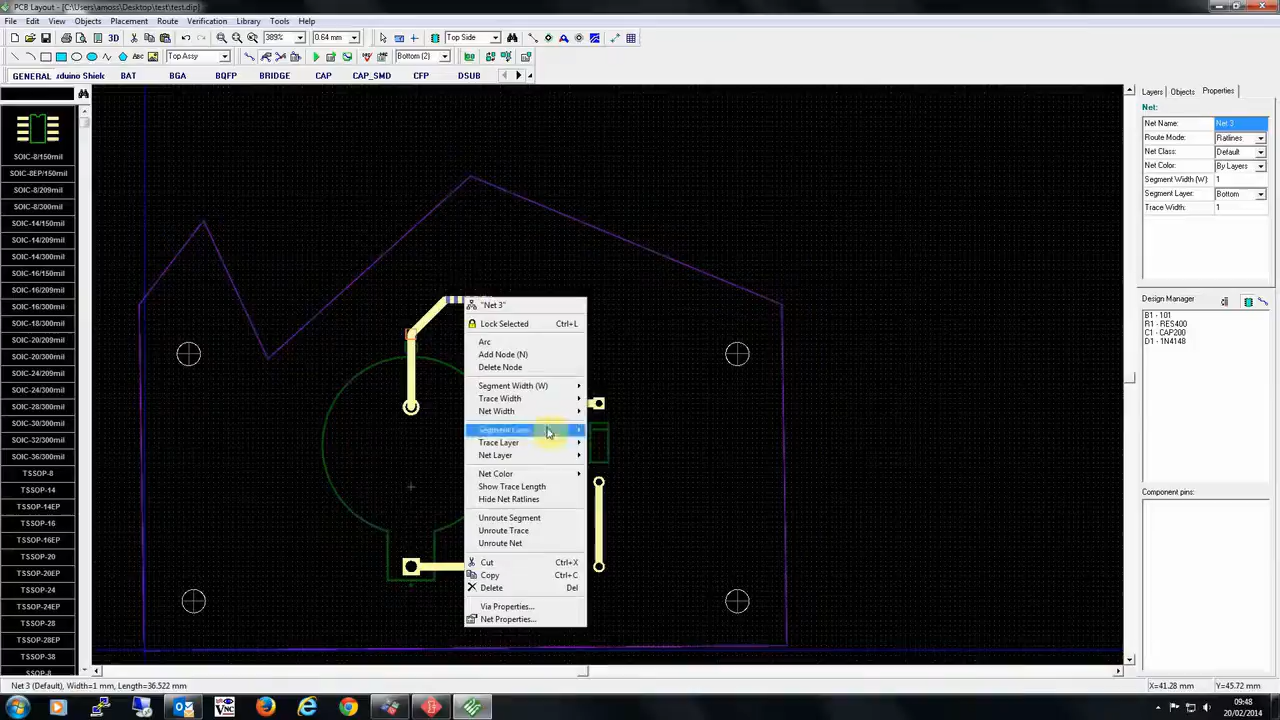 PCB Layout - [C:\Users\amoss\Desktop\test\test.dip]
File Edit View Objects Placement Route Verification Library Tools Help
3D 389% 0.64 mm Top Side
Abc Top Assy Bottom (2)
GENERAL rduino Shield BAT BGA BQFP BRIDGE CAP CAP_SMD CFP DSUB
SOIC-8/150mil
SOIC-8EP/150mil
SOIC-8/209mil
SOIC-8/300mil
SOIC-14/150mil
SOIC-14/209mil
SOIC-14/300mil
SOIC-16/150mil
SOIC-16/209mil
SOIC-16/300mil
SOIC-18/300mil
SOIC-20/209mil
SOIC-20/300mil
SOIC-24/209mil
SOIC-24/300mil
SOIC-28/300mil
SOIC-30/300mil
SOIC-32/300mil
SOIC-36/300mil
TSSOP-8
TSSOP-14
TSSOP-14EP
TSSOP-16
TSSOP-16EP
TSSOP-20
TSSOP-20EP
TSSOP-24
TSSOP-24EP
TSSOP-28
TSSOP-28EP
TSSOP-38
"Net 3"
Lock Selected Ctrl+L
Arc
Add Node (N)
Delete Node
Segment Width (W)
Trace Width
Net Width
Segment
Trace Layer
Net Layer
Net Color
Show Trace Length
Hide Net Ratlines
Unroute Segment
Unroute Trace
Unroute Net
Cut Ctrl+X
Copy Ctrl+C
Delete Del
Via Properties...
Net Properties...
Layers Objects Properties
Net:
Net Name: Net 3
Route Mode: Ratlines
Net Class: Default
Net Color: By Layers
Segment Width (W) 1
Segment Layer: Bottom
Trace Width: 1
Design Manager
B1 - 101
R1 - RES400
C1 - CAP200
D1 - 1N4148
Component pins:
Net 3 (Default), Width=1 mm, Length=36.522 mm
X=41.28 mm Y=45.72 mm
09:48
20/02/2014